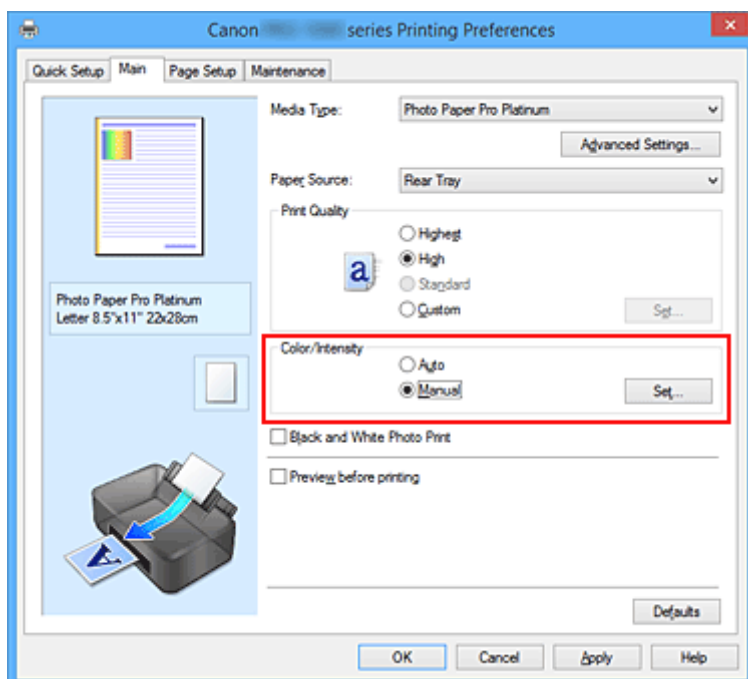 Canon series Printing Preferences
Quick Setup Main Page Setup Maintenance
Media Type: Photo Paper Pro Platinum
Advanced Settings...
Paper Source: Rear Tray
Print Quality
Highest
a High
Standard
Custom Set...
Photo Paper Pro Platinum
Letter 8.5"x11" 22x28cm
Color/Intensity
Auto
Manual Set...
Black and White Photo Print
Preview before printing
A
Defaults
OK Cancel Apply Help